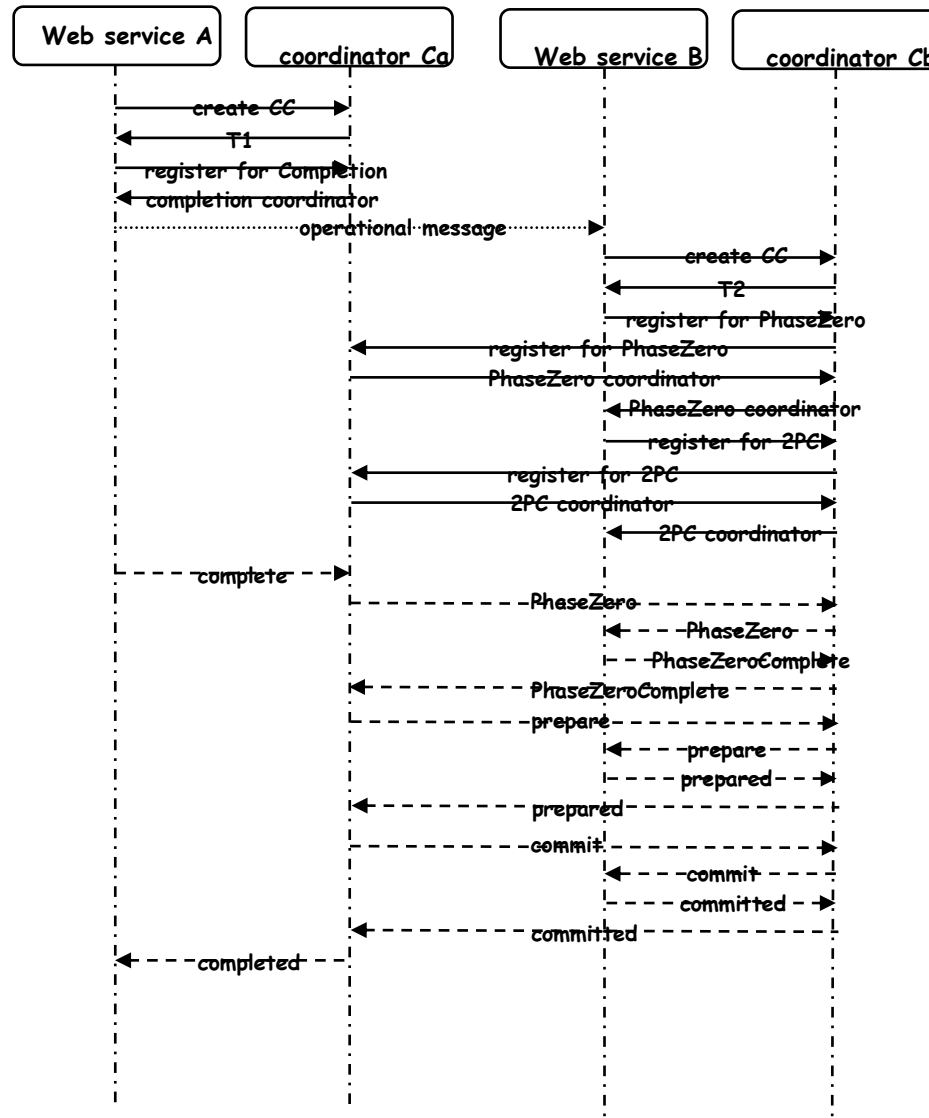 Web service A
coordinator Ca
Web service B
coordinator Cb
create CC
T1
register for Completion
completion coordinator
operational message
create CC
T2
register for PhaseZero
register for PhaseZero
PhaseZero coordinator
PhaseZero coordinator
register for 2PC
register for 2PC
2PC coordinator
2PC coordinator
complete
PhaseZero
PhaseZero
PhaseZeroComplete
PhaseZeroComplete
prepare
prepare
prepared
prepared
commit
commit
committed
committed
completed